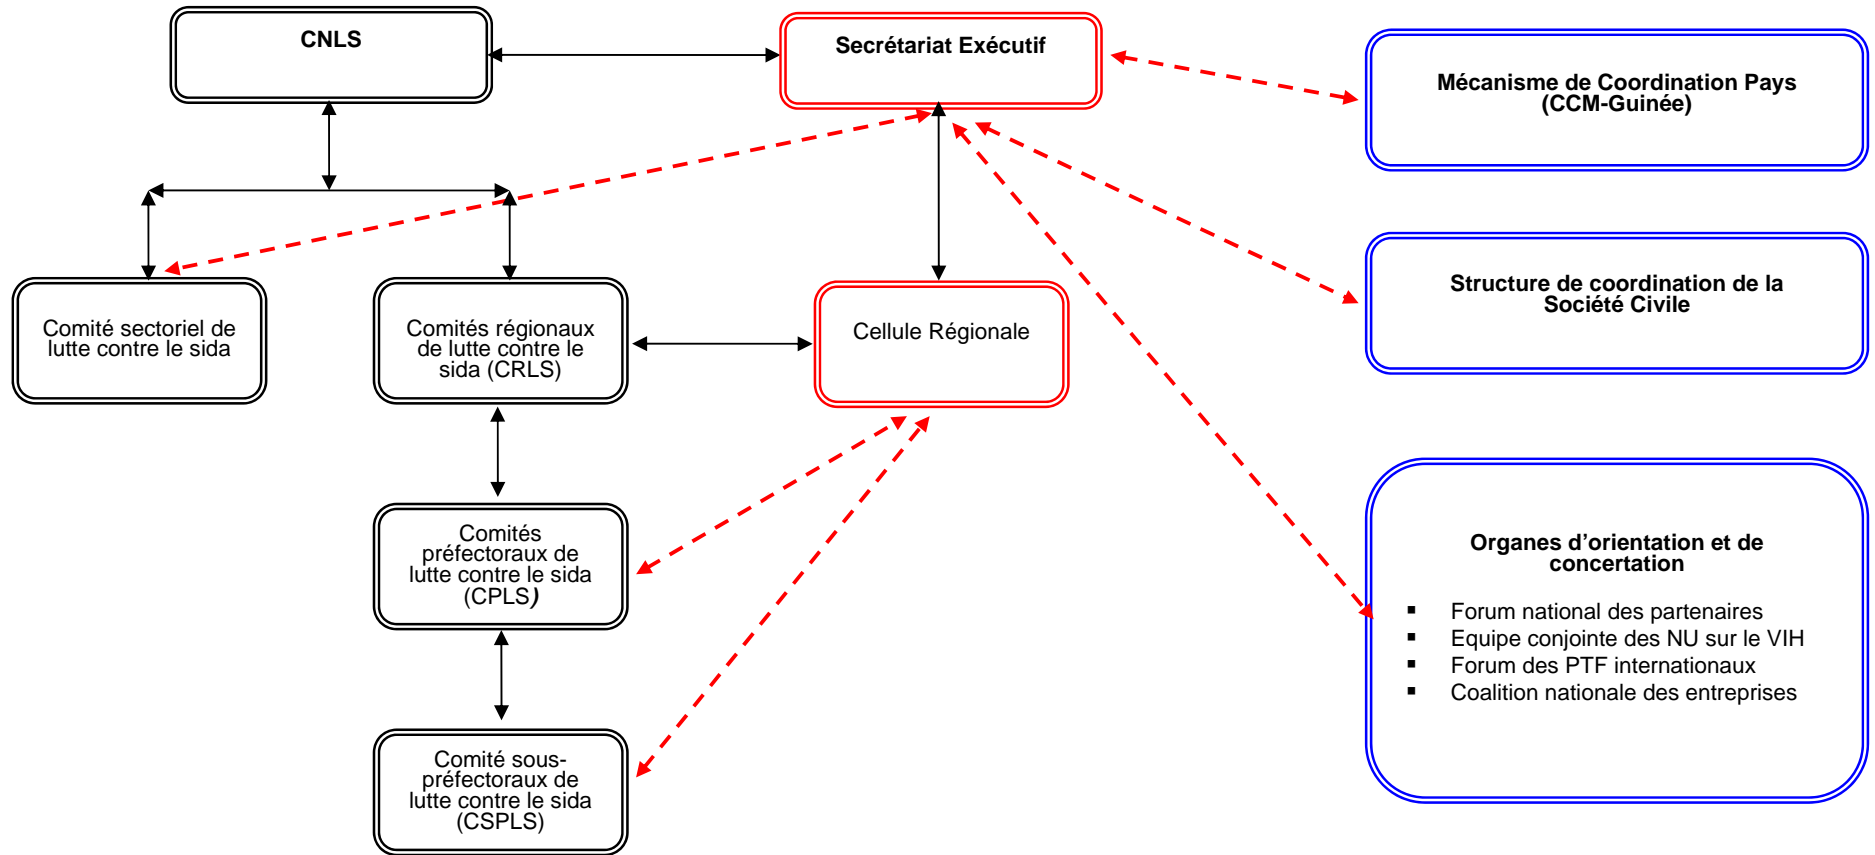 CNLS
Secrétariat Exécutif
Mécanisme de Coordination Pays
(CCM-Guinée)
Structure de coordination de la
Société Civile
Comité sectoriel de
lutte contre le sida
Comités régionaux
de lutte contre le
sida (CRLS)
Cellule Régionale
Comités
préfectoraux de
lutte contre le sida
(CPLS)
Comité sous-
préfectoraux de
lutte contre le sida
(CSPLS)
Organes d’orientation et de
concertation
▪ Forum national des partenaires
▪ Equipe conjointe des NU sur le VIH
▪ Forum des PTF internationaux
▪ Coalition nationale des entreprises